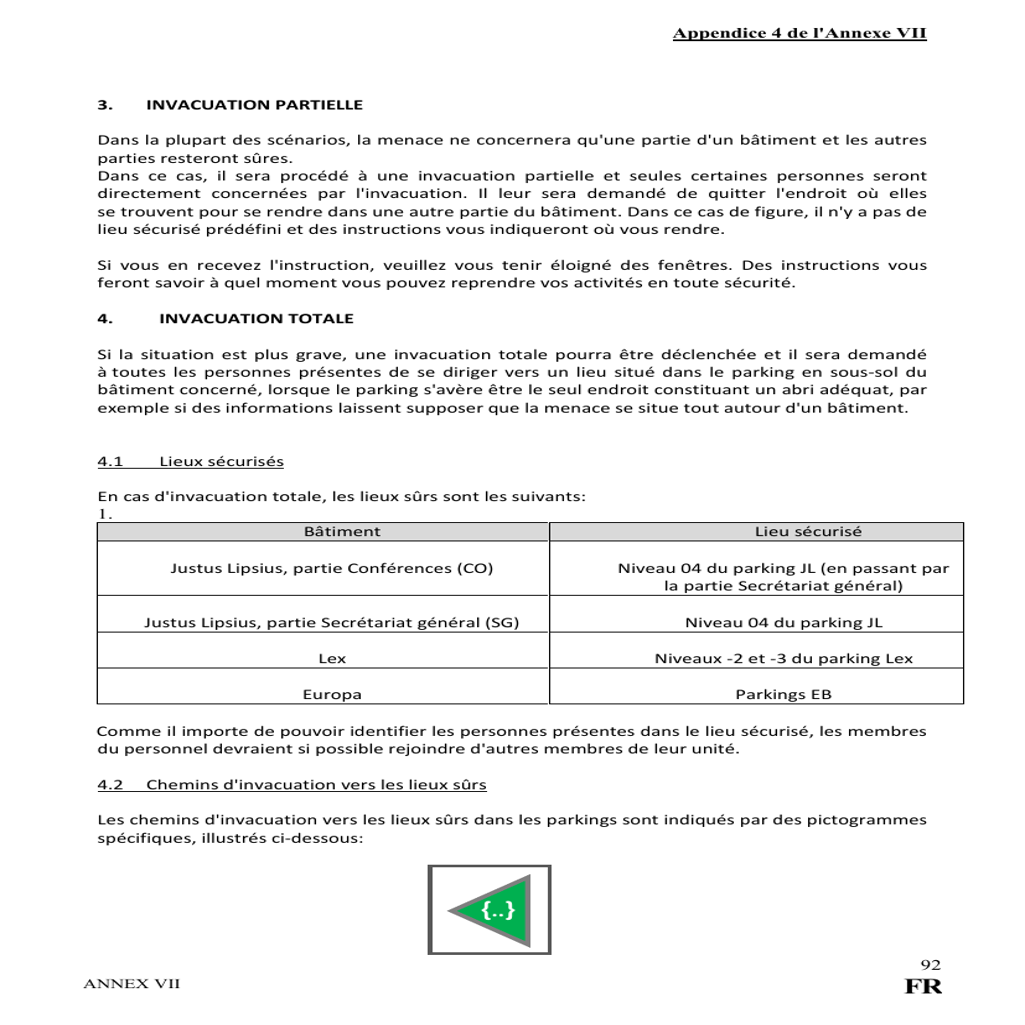 Appendice 4 de l'Annexe VII
3. INVACUATION PARTIELLE
Dans la plupart des scénarios, la menace ne concernera qu'une partie d'un bâtiment et les autres
parties resteront sûres.
Dans ce cas, il sera procédé à une invacuation partielle et seules certaines personnes seront
directement concernées par l'invacuation. Il leur sera demandé de quitter l'endroit où elles
se trouvent pour se rendre dans une autre partie du bâtiment. Dans ce cas de figure, il n'y a pas de
lieu sécurisé prédéfini et des instructions vous indiqueront où vous rendre.
Si vous en recevez l'instruction, veuillez vous tenir éloigné des fenêtres. Des instructions vous
feront savoir à quel moment vous pouvez reprendre vos activités en toute sécurité.
4. INVACUATION TOTALE
Si la situation est plus grave, une invacuation totale pourra être déclenchée et il sera demandé
à toutes les personnes présentes de se diriger vers un lieu situé dans le parking en sous-sol du
bâtiment concerné, lorsque le parking s'avère être le seul endroit constituant un abri adéquat, par
exemple si des informations laissent supposer que la menace se situe tout autour d'un bâtiment.
4.1 Lieux sécurisés
En cas d'invacuation totale, les lieux sûrs sont les suivants:
1.
Bâtiment Lieu sécurisé
Justus Lipsius, partie Conférences (CO) Niveau 04 du parking JL (en passant par
la partie Secrétariat général)
Justus Lipsius, partie Secrétariat général (SG) Niveau 04 du parking JL
Lex Niveaux -2 et -3 du parking Lex
Europa Parkings EB
Comme il importe de pouvoir identifier les personnes présentes dans le lieu sécurisé, les membres
du personnel devraient si possible rejoindre d'autres membres de leur unité.
4.2 Chemins d'invacuation vers les lieux sûrs
Les chemins d'invacuation vers les lieux sûrs dans les parkings sont indiqués par des pictogrammes
spécifiques, illustrés ci-dessous:
{..}
92
ANNEX VII FR